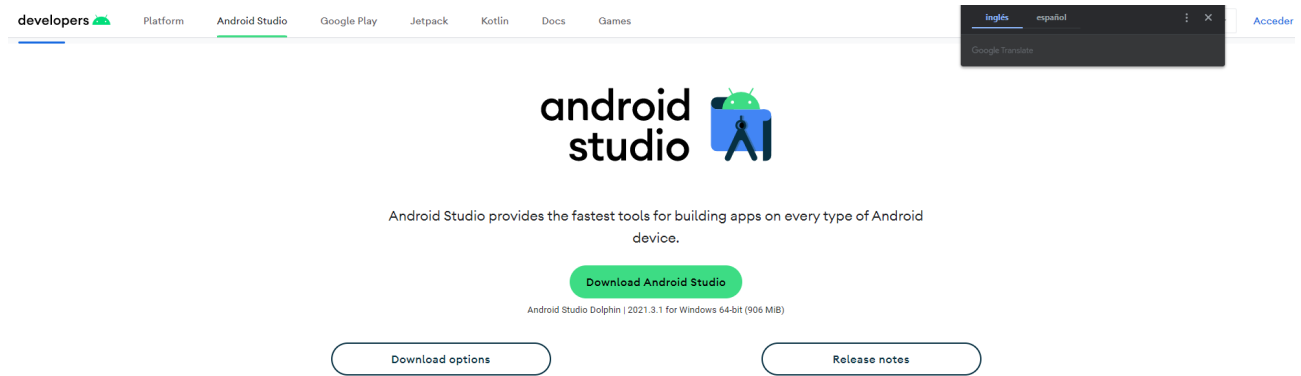 developers Platform Android Studio Google Play Jetpack Kotlin Docs Games inglés español Acceder
Google Translate
android
studio
Android Studio provides the fastest tools for building apps on every type of Android
device.
Download Android Studio
Android Studio Dolphin | 2021.3.1 for Windows 64-bit (906 MiB)
Download options Release notes